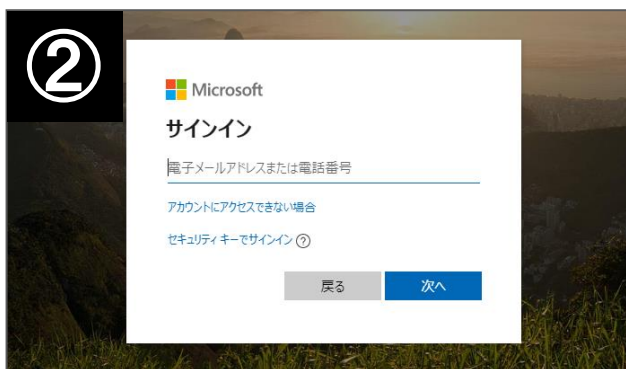 ②
Microsoft
サインイン
電子メールアドレスまたは電話番号
アカウントにアクセスできない場合
セキュリティ キーでサインイン ?
戻る
次へ